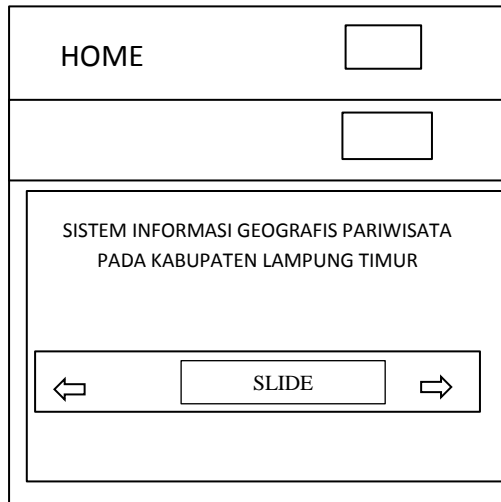 HOME
SISTEM INFORMASI GEOGRAFIS PARIWISATA
PADA KABUPATEN LAMPUNG TIMUR
SLIDE